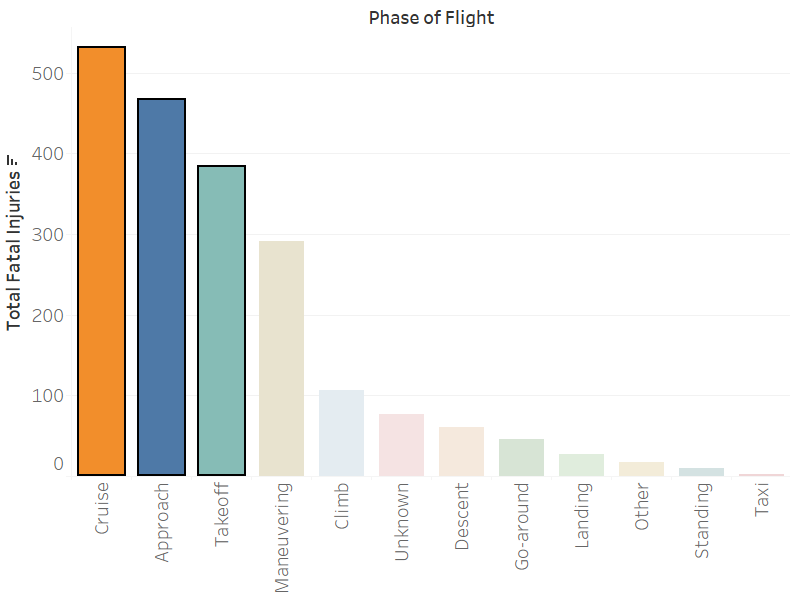 Phase of Flight
Total Fatal Injuries
500
400
300
200
100
0
Cruise
Approach
Takeoff
Maneuvering
Climb
Unknown
Descent
Go-around
Landing
Other
Standing
Taxi